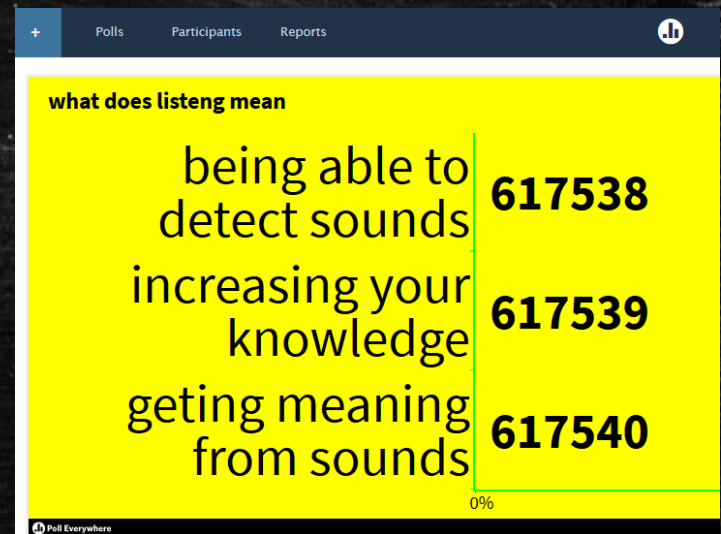 + Polls Participants Reports
what does listeng mean
being able to
detect sounds
617538
increasing your
knowledge
617539
geting meaning
from sounds
617540
0%
Poll Everywhere